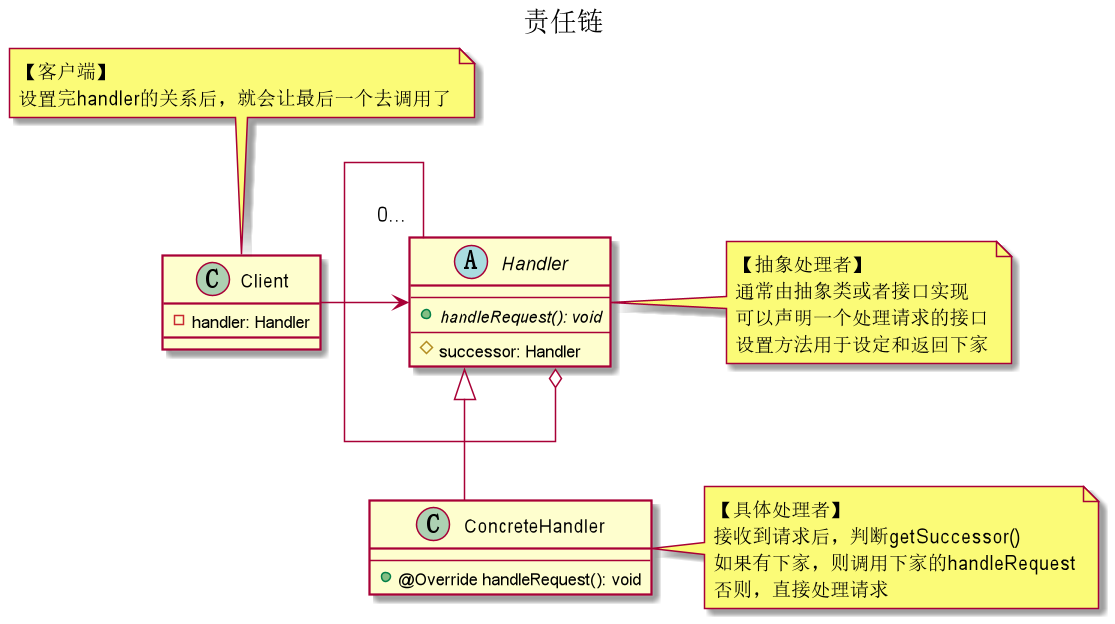 责任链
【客户端】
设置完handler的关系后，就会让最后一个去调用了
0...
C Client
handler: Handler
A Handler
handleRequest(): void
successor: Handler
【抽象处理者】
通常由抽象类或者接口实现
可以声明一个处理请求的接口
设置方法用于设定和返回下家
C ConcreteHandler
@Override handleRequest(): void
【具体处理者】
接收到请求后，判断getSuccessor()
如果有下家，则调用下家的handleRequest
否则，直接处理请求